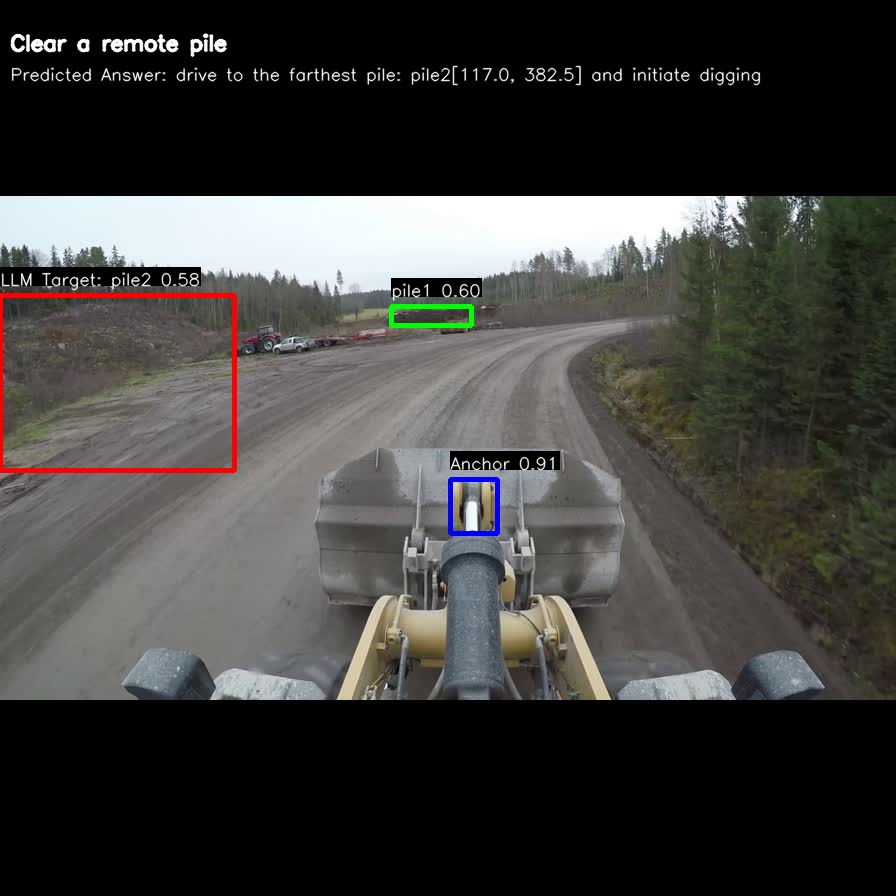 Clear a remote pile
Predicted Answer: drive to the farthest pile: pile2[117.0, 382.5] and initiate digging
LLM Target: pile2 0.58
pile1 0.60
Anchor 0.91